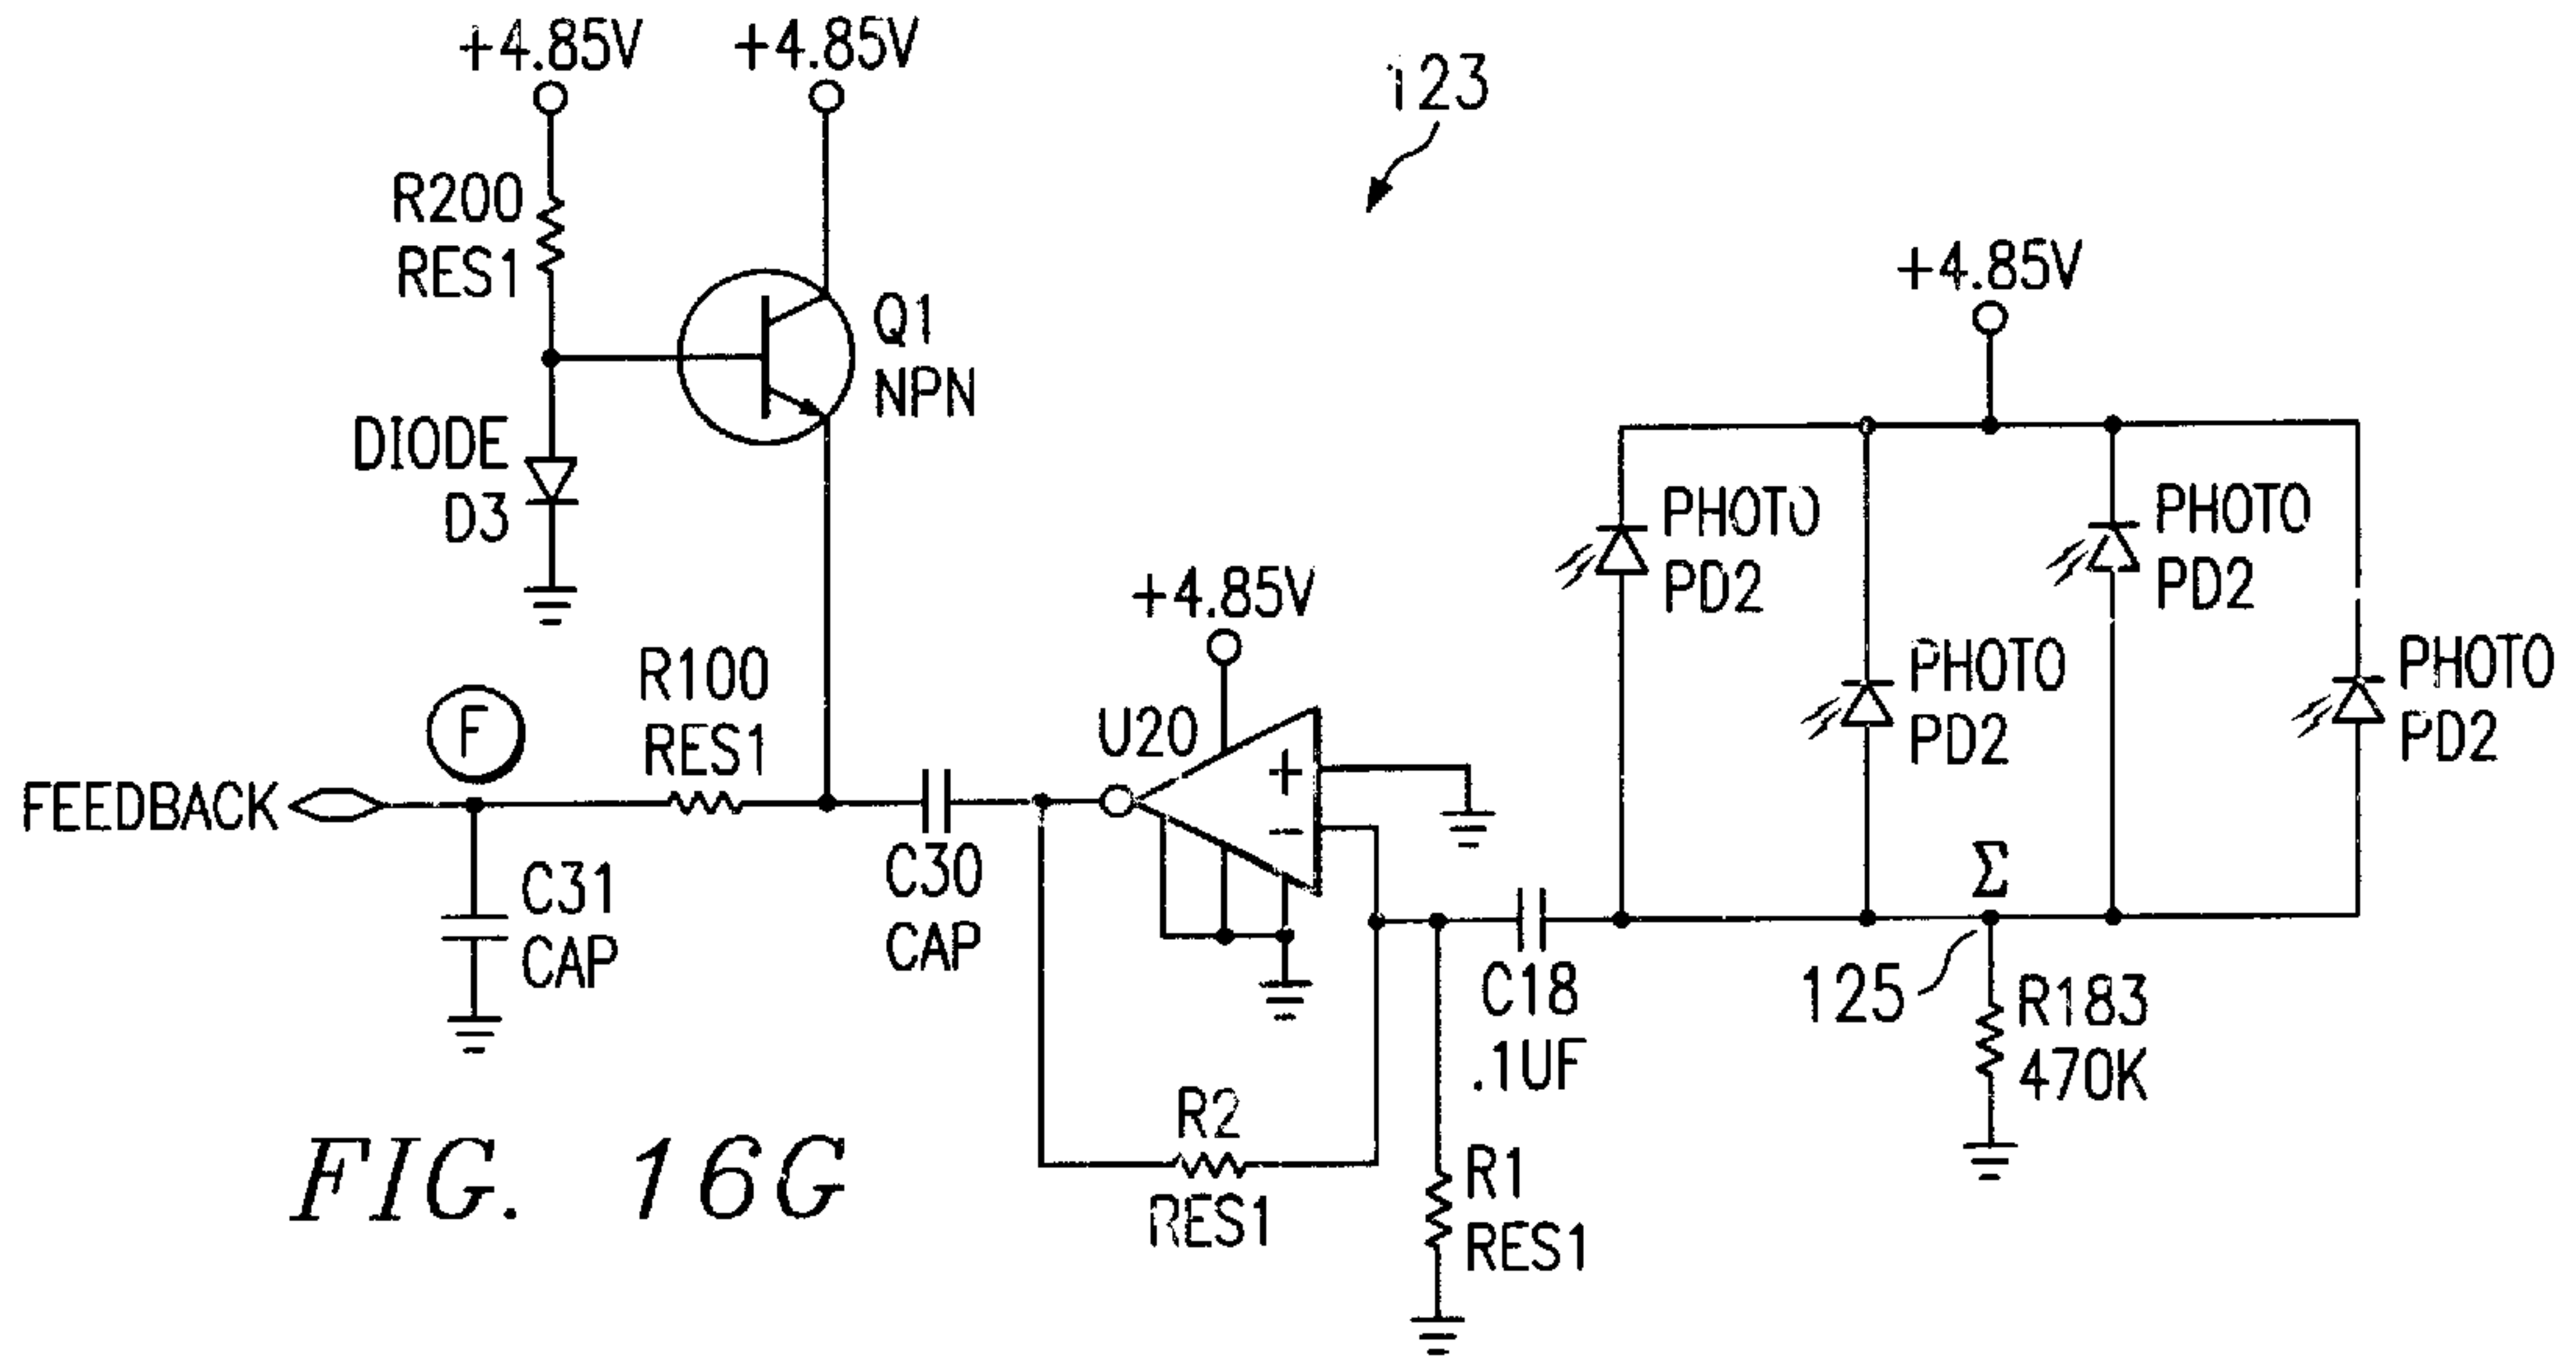 +4.85V
+4.85V
123
R200
RES1
Q1
NPN
+4.85V
DIODE
D3
PHOTO
PD2
PHOTO
PD2
+4.85V
R100
RES1
U20
PHOTO
PD2
PHOTO
PD2
F
FEEDBACK
+
-
C30
CAP
C31
CAP
Σ
C18
.1UF
125
R183
470K
R2
RES1
R1
RES1
FIG. 16G